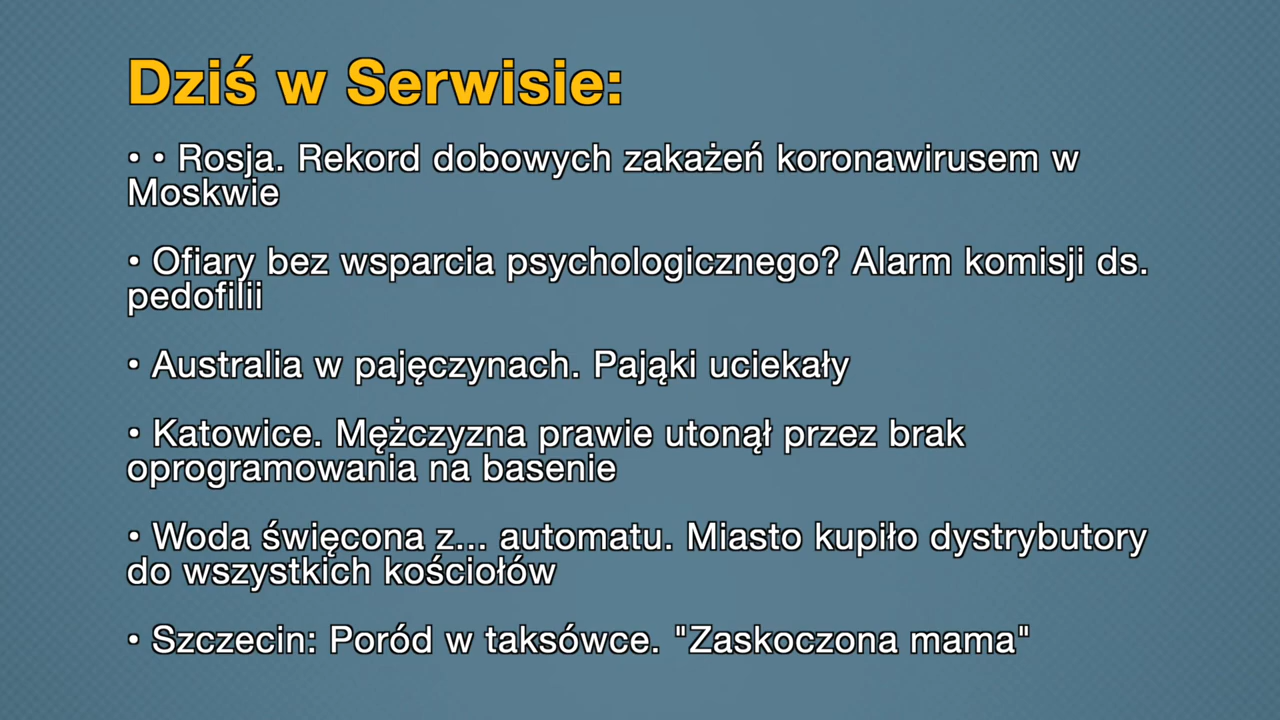 Dziś w Serwisie:
• • Rosja. Rekord dobowych zakażeń koronawirusem w
Moskwie
• Ofiary bez wsparcia psychologicznego? Alarm komisji ds.
pedofilii
• Australia w pajęczynach. Pająki uciekały
• Katowice. Mężczyzna prawie utonął przez brak
oprogramowania na basenie
• Woda święcona z... automatu. Miasto kupiło dystrybutory
do wszystkich kościołów
• Szczecin: Poród w taksówce. "Zaskoczona mama"